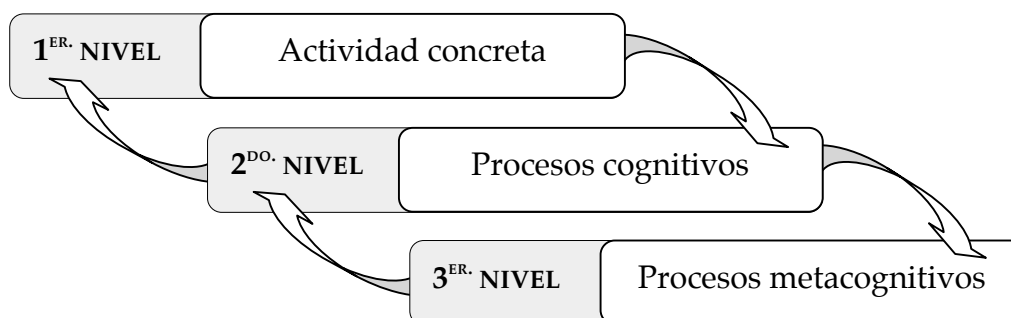 1ER. NIVEL Actividad concreta
2DO. NIVEL Procesos cognitivos
3ER. NIVEL Procesos metacognitivos